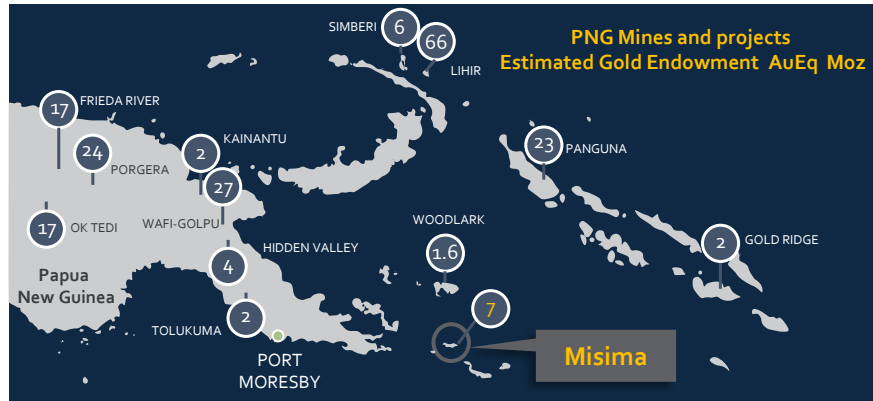 PNG Mines and projects
Estimated Gold Endowment AuEq Moz
SIMBERI
6
66
LIHIR
17
FRIEDA RIVER
24
PORGERA
2
KAINANTU
27
WAFI-GOLPU
17
OK TEDI
23
PANGUNA
WOODLARK
1.6
2
GOLD RIDGE
HIDDEN VALLEY
4
Papua
New Guinea
2
TOLUKUMA
7
Misima
PORT
MORESBY